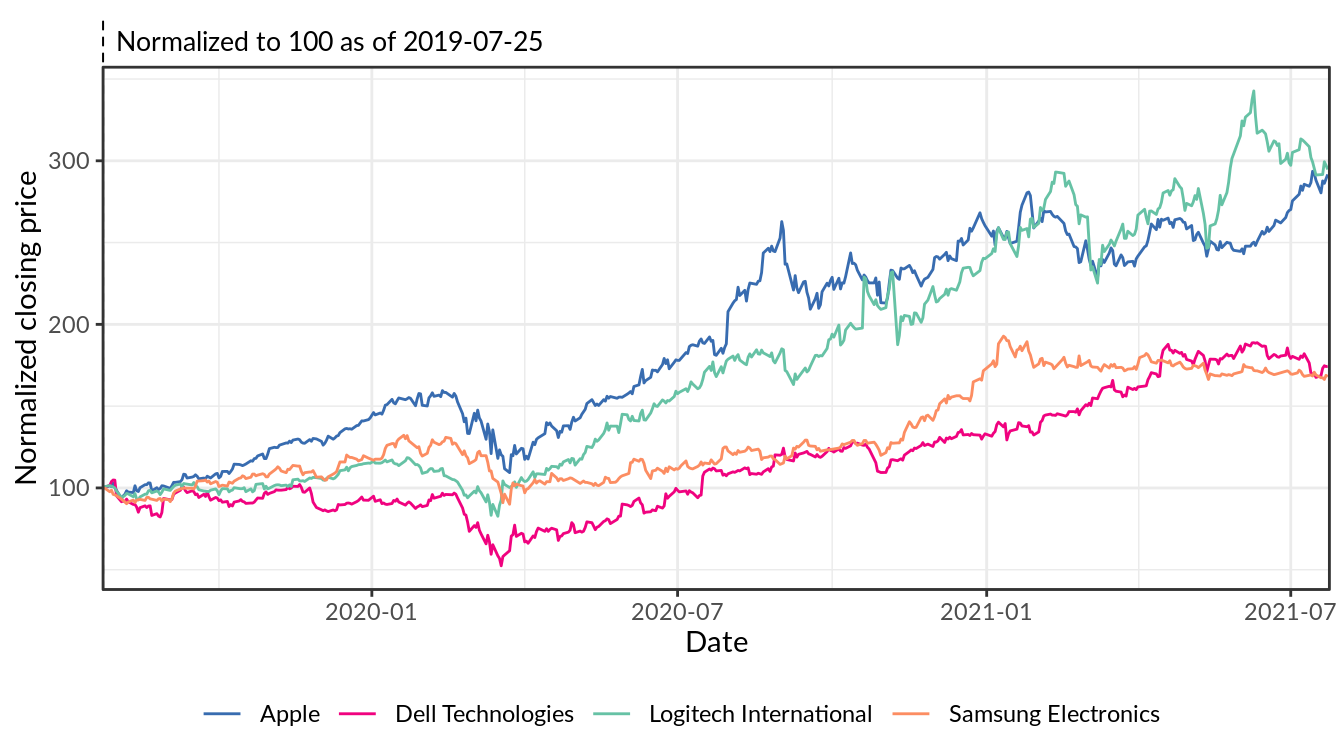 Normalized to 100 as of 2019-07-25
Normalized closing price
300
200
100
2020-01 2020-07 2021-01 2021-07
Date
Apple Dell Technologies Logitech International Samsung Electronics